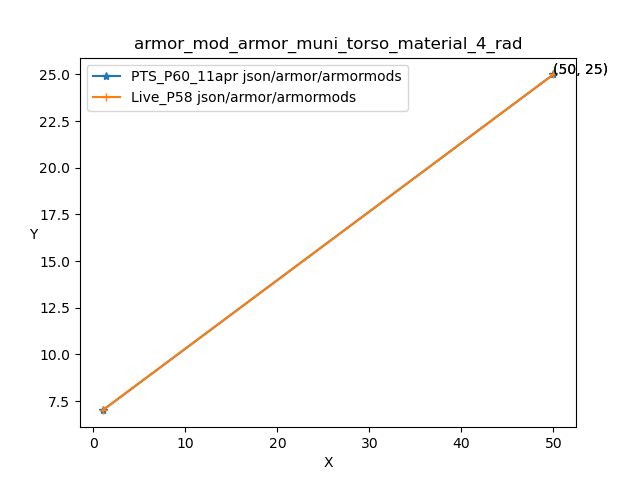 armor_mod_armor_muni_torso_material_4_rad
PTS_P60_11apr json/armor/armormods
Live_P58 json/armor/armormods
(50, 25)
25.0
22.5
20.0
17.5
15.0
12.5
10.0
7.5
Y
0 10 20 30 40 50
X